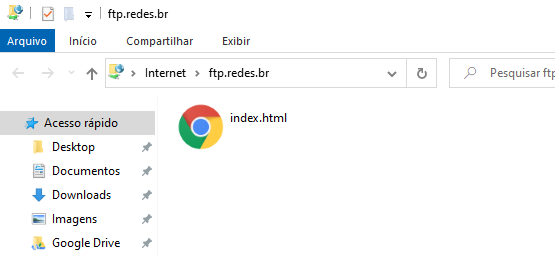 ftp.redes.br
Arquivo Início Compartilhar Exibir
Internet ftp.redes.br Pesquisar ftp
Acesso rápido
index.html
Desktop
Documentos
Downloads
Imagens
Google Drive